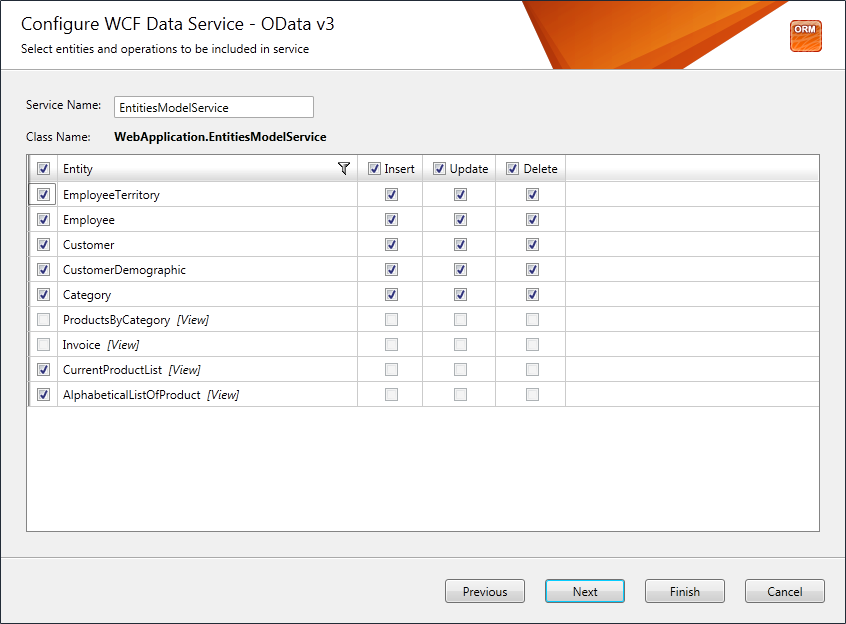 Configure WCF Data Service - OData v3
Select entities and operations to be included in service
ORM
Service Name: EntitiesModelService
Class Name: WebApplication.EntitiesModelService
Entity Insert Update Delete
EmployeeTerritory
Employee
Customer
CustomerDemographic
Category
ProductsByCategory [View]
Invoice [View]
CurrentProductList [View]
AlphabeticalListOfProduct [View]
Previous Next Finish Cancel